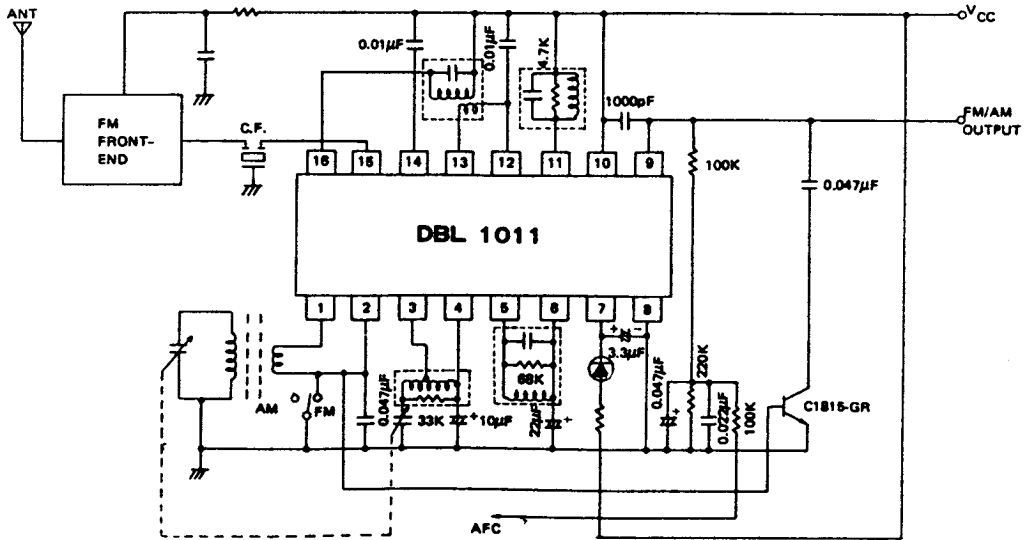 ANT
VCC
0.01μF
0.01μF
4.7K
1000pF
FM/AM
OUTPUT
FM
FRONT-
END
C.F.
100K
0.047μF
16
15
14
13
12
11
10
9
DBL 1011
1
2
3
4
5
6
7
8
+
-
3.3μF
AM
FM
0.047μF
33K
+
10μF
68K
22μF
+
0.047μF
+
220K
0.022μF
100K
C1815-GR
AFC